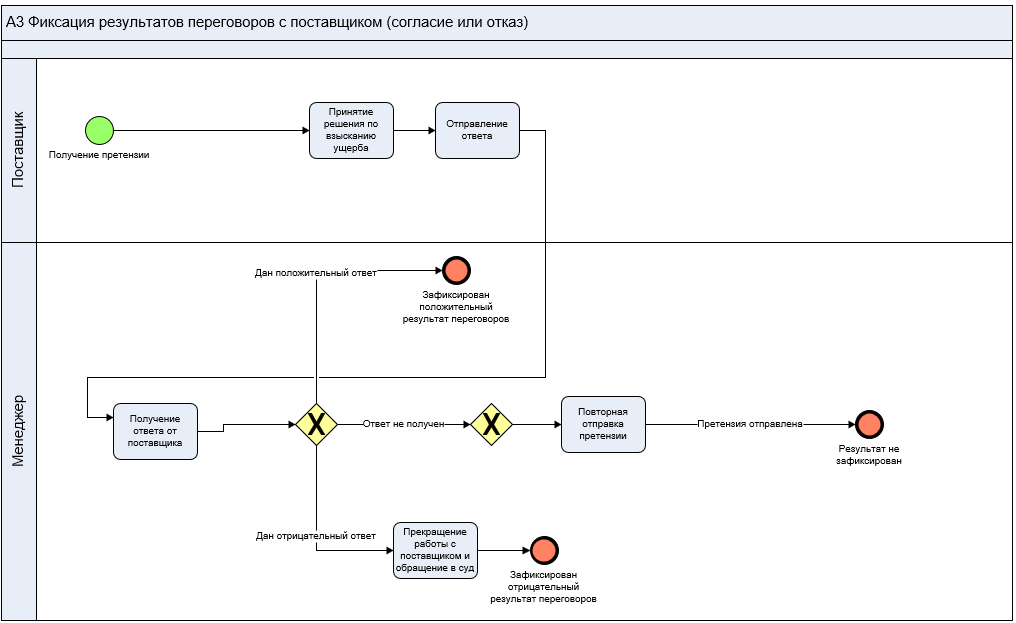 А3 Фиксация результатов переговоров с поставщиком (согласие или отказ)
Поставщик
Получение претензии
Принятие
решения по
взысканию
ущерба
Отправление
ответа
Менеджер
Дан положительный ответ
Зафиксирован
положительный
результат переговоров
Получение
ответа от
поставщика
Ответ не получен
Повторная
отправка
претензии
Претензия отправлена
Результат не
зафиксирован
Дан отрицательный ответ
Прекращение
работы с
поставщиком и
обращение в суд
Зафиксирован
отрицательный
результат переговоров